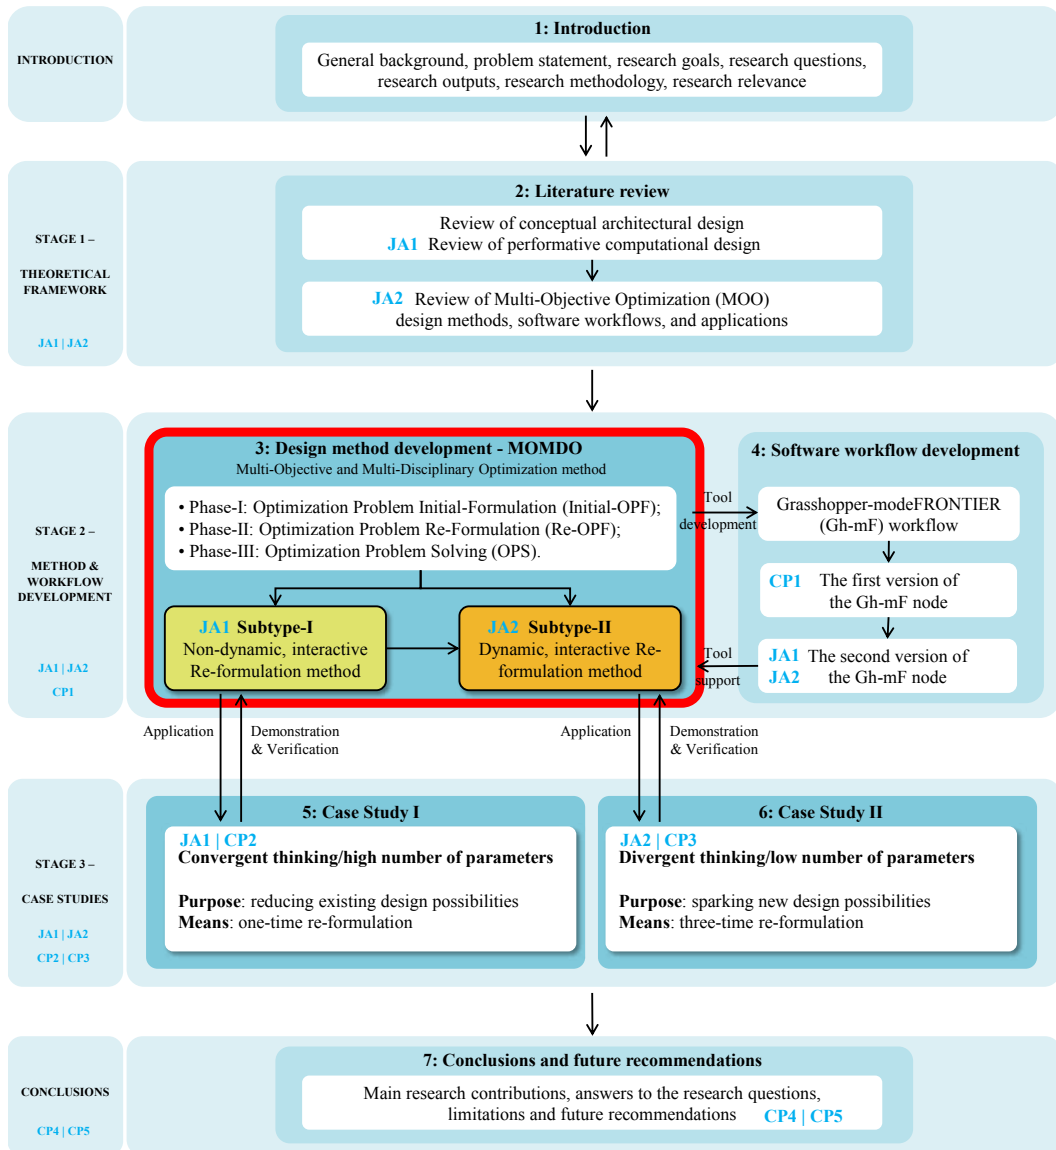 INTRODUCTION
1: Introduction
General background, problem statement, research goals, research questions,
research outputs, research methodology, research relevance
STAGE 1 –
THEORETICAL
FRAMEWORK
JA1 | JA2
2: Literature review
Review of conceptual architectural design
JA1 Review of performative computational design
JA2 Review of Multi-Objective Optimization (MOO)
design methods, software workflows, and applications
STAGE 2 –
METHOD &
WORKFLOW
DEVELOPMENT
JA1 | JA2
CP1
3: Design method development - MOMDO
Multi-Objective and Multi-Disciplinary Optimization method
• Phase-I: Optimization Problem Initial-Formulation (Initial-OPF);
• Phase-II: Optimization Problem Re-Formulation (Re-OPF);
• Phase-III: Optimization Problem Solving (OPS).
JA1 Subtype-I
Non-dynamic, interactive
Re-formulation method
JA2 Subtype-II
Dynamic, interactive Re-
formulation method
Tool
development
Tool
support
4: Software workflow development
Grasshopper-modeFRONTIER
(Gh-mF) workflow
CP1 The first version of
the Gh-mF node
JA1 The second version of
JA2 the Gh-mF node
Application
Demonstration
& Verification
Application
Demonstration
& Verification
STAGE 3 –
CASE STUDIES
JA1 | JA2
CP2 | CP3
5: Case Study I
JA1 | CP2
Convergent thinking/high number of parameters
Purpose: reducing existing design possibilities
Means: one-time re-formulation
6: Case Study II
JA2 | CP3
Divergent thinking/low number of parameters
Purpose: sparking new design possibilities
Means: three-time re-formulation
CONCLUSIONS
CP4 | CP5
7: Conclusions and future recommendations
Main research contributions, answers to the research questions,
limitations and future recommendations CP4 | CP5